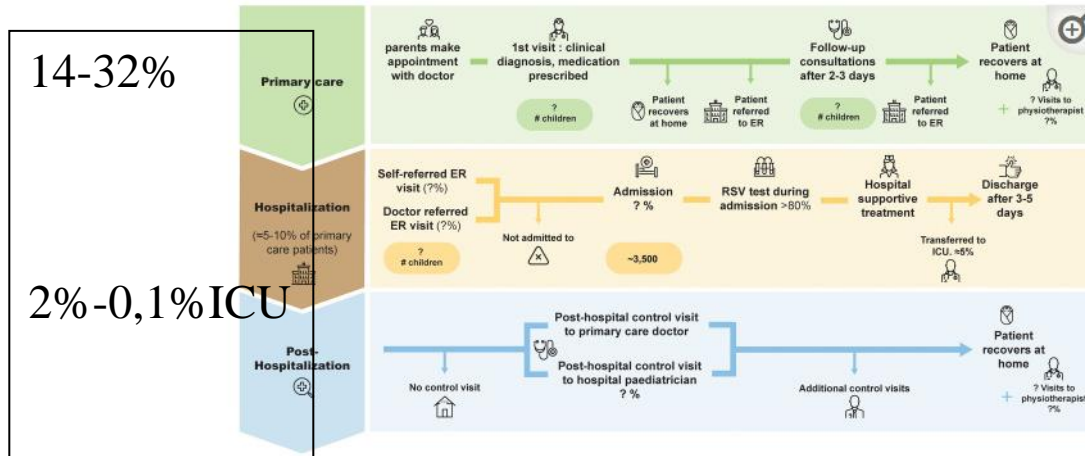 14-32%
2%-0,1% ICU
Primary care
parents make
appointment
with doctor
1st visit : clinical
diagnosis, medication
prescribed
?
# children
Patient
recovers
at home
Patient
referred
to ER
Follow-up
consultations
after 2-3 days
?
# children
Patient
referred
to ER
Patient
recovers at
home
+ ? Visits to
physiotherapist
?%
Hospitalization
(≈5-10% of primary
care patients)
Self-referred ER
visit (?%)
Doctor referred
ER visit (?%)
?
# children
Not admitted to
Admission
? %
~3,500
RSV test during
admission >80%
Hospital
supportive
treatment
Transferred to
ICU. ≈5%
Discharge
after 3-5
days
Post-
Hospitalization
No control visit
Post-hospital control visit
to primary care doctor
Post-hospital control visit
to hospital paediatrician
? %
Additional control visits
Patient
recovers at
home
+ ? Visits to
physiotherapist
?%